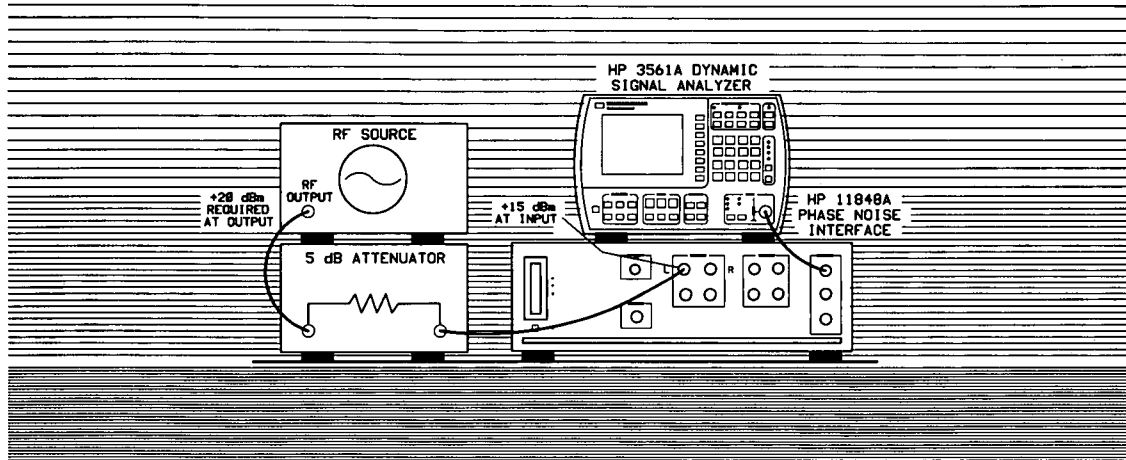 HP 3561A DYNAMIC
SIGNAL ANALYZER
RF SOURCE
RF
OUTPUT
+20 dBm
REQUIRED
AT OUTPUT
+15 dBm
AT INPUT
HP 11848A
PHASE NOISE
INTERFACE
5 dB ATTENUATOR
L
R